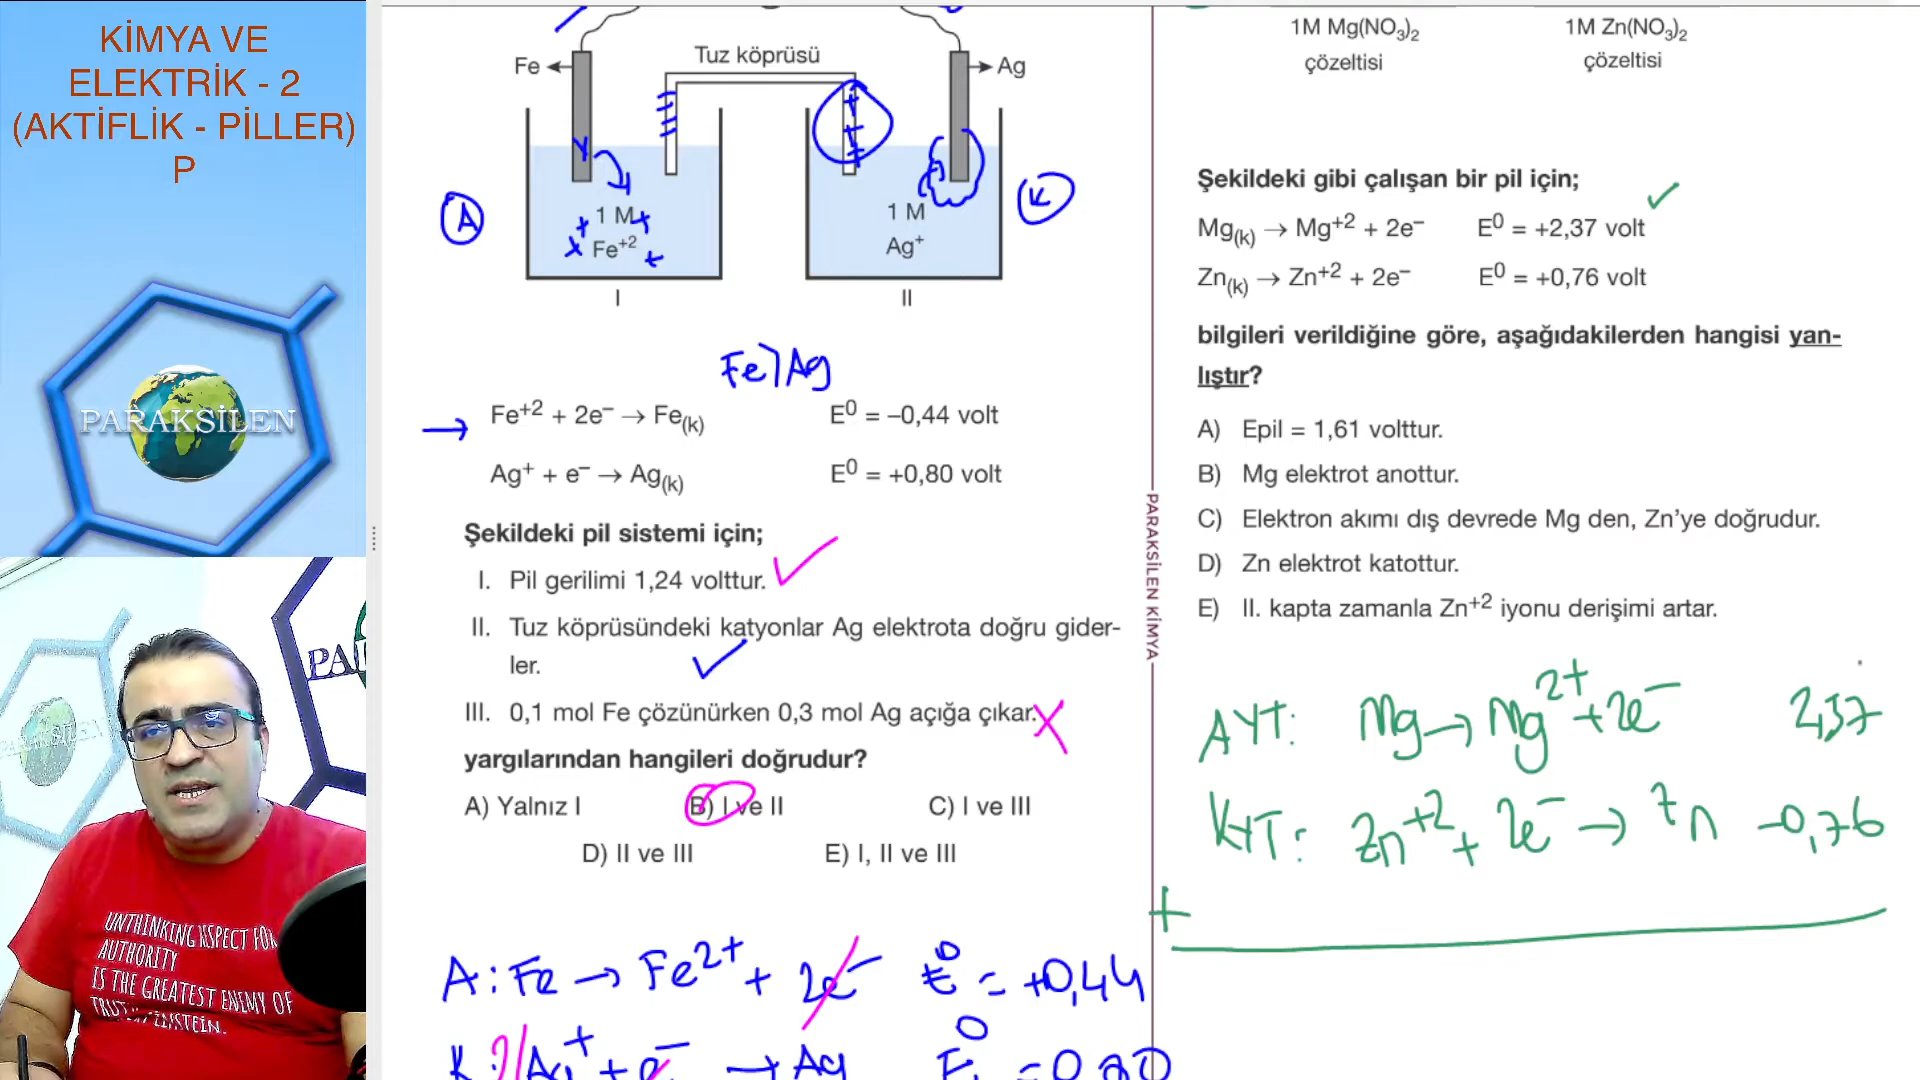 KİMYA VE
ELEKTRİK - 2
(AKTİFLİK - PİLLER)
P
PARAKSİLEN
UNTHINKING RESPECT FOR
AUTHORITY
IS THE GREATEST ENEMY OF
EINSTEIN.
Fe
Tuz köprüsü
Ag
A
1 M
Fe+2
1 M
Ag+
K
I
II
Fe > Ag
Fe+2 + 2e– → Fe(k) E0 = –0,44 volt
Ag+ + e– → Ag(k) E0 = +0,80 volt
Şekildeki pil sistemi için;
I. Pil gerilimi 1,24 volttur.
II. Tuz köprüsündeki katyonlar Ag elektrota doğru gider-
ler.
III. 0,1 mol Fe çözünürken 0,3 mol Ag açığa çıkar.
yargılarından hangileri doğrudur?
A) Yalnız I B) I ve II C) I ve III
D) II ve III E) I, II ve III
A: Fe → Fe2+ + 2e– E0 = +0,44
K: 2/Ag+ + e– → Ag E0 = 0,80
PARAKSİLEN KİMYA
1M Mg(NO3)2
çözeltisi
1M Zn(NO3)2
çözeltisi
Şekildeki gibi çalışan bir pil için;
Mg(k) → Mg+2 + 2e– E0 = +2,37 volt
Zn(k) → Zn+2 + 2e– E0 = +0,76 volt
bilgileri verildiğine göre, aşağıdakilerden hangisi yan-
lıştır?
A) Epil = 1,61 volttur.
B) Mg elektrot anottur.
C) Elektron akımı dış devrede Mg den, Zn'ye doğrudur.
D) Zn elektrot katottur.
E) II. kapta zamanla Zn+2 iyonu derişimi artar.
AYT: Mg → Mg2+ + 2e– 2,37
KYT: Zn+2 + 2e– → Zn –0,76
+